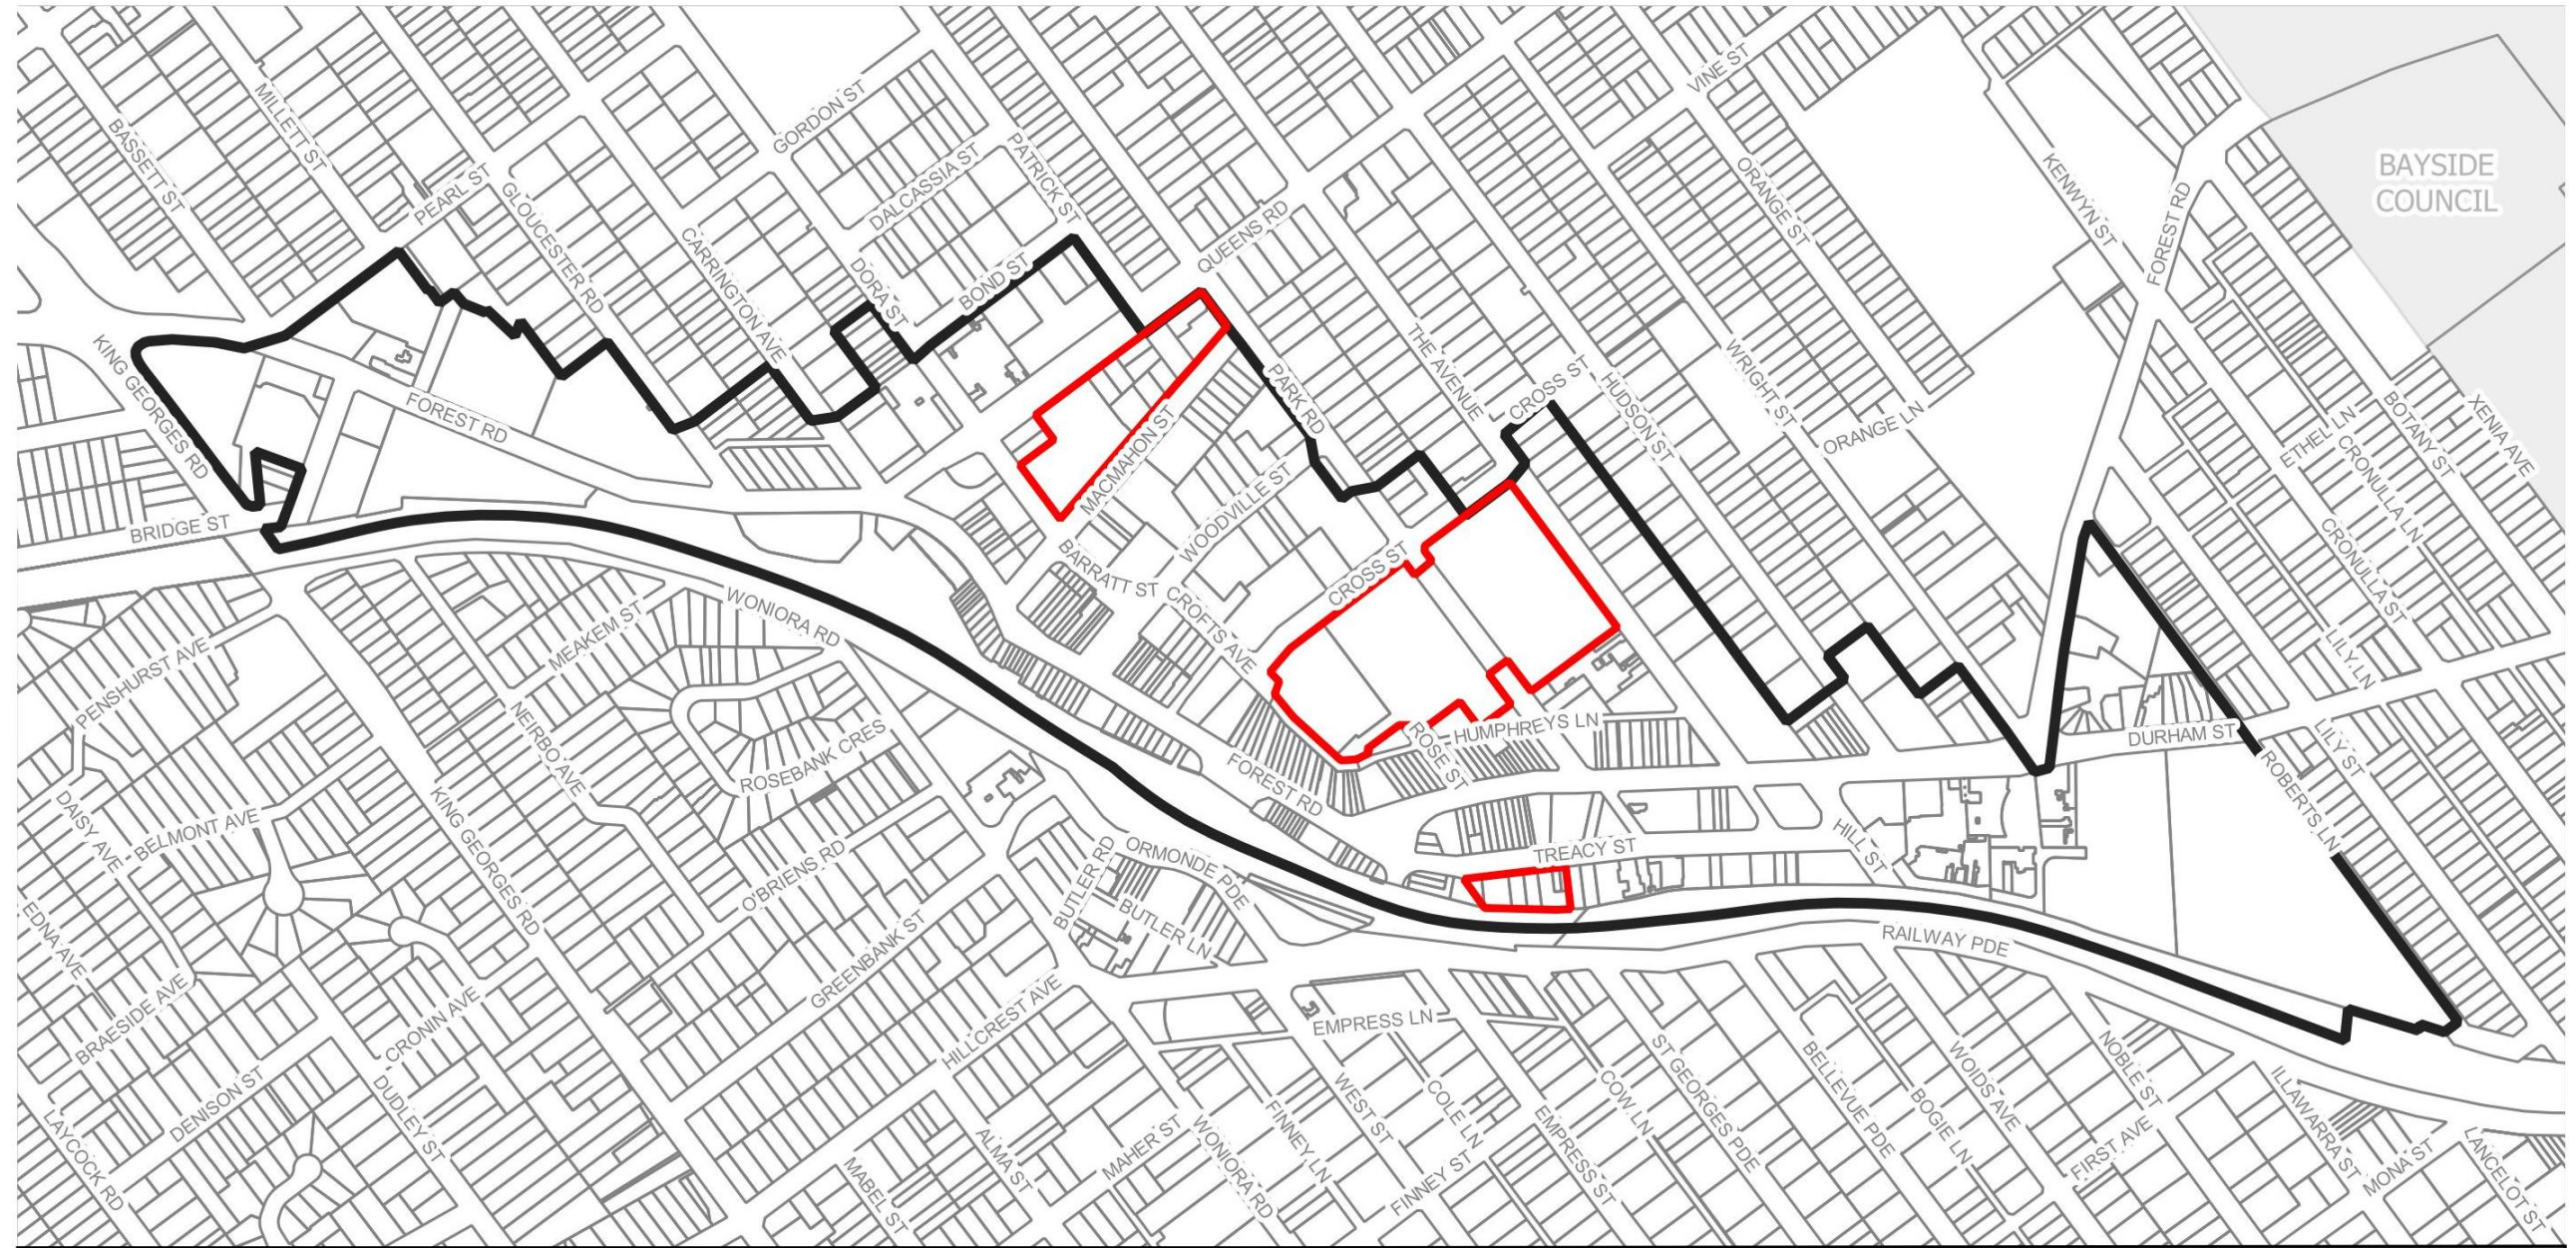 BASSETT ST
MILLETT ST
PEARL ST
GLOUCESTER RD
CARRINGTON AVE
GORDON ST
DALCASSIA ST
DORA ST
BOND ST
PATRICK ST
QUEENS RD
PARK RD
THE AVENUE
CROSS ST
HUDSON ST
WRIGHT ST
ORANGE ST
VINE ST
ORANGE LN
KENWYN ST
FOREST RD
BAYSIDE
COUNCIL
XENIA AVE
BOTANY ST
ETHEL LN
CRONULLA LN
CRONULLA ST
LILY LN
LILY ST
KING GEORGES RD
FOREST RD
BRIDGE ST
MACMAHON ST
WOODVILLE ST
BARRATT ST
CROFTS AVE
CROSS ST
WONIORA RD
MEAKEM ST
PENSHURST AVE
NEIRBO AVE
ROSEBANK CRES
HUMPHREYS LN
ROSE ST
FOREST RD
DURHAM ST
ROBERTS LN
TREACY ST
HILL ST
DAISY AVE
BELMONT AVE
KING GEORGES RD
O'BRIENS RD
BUTLER RD
ORMONDE PDE
BUTLER LN
RAILWAY PDE
EDNA AVE
BRAESIDE AVE
GREENBANK ST
HILLCREST AVE
EMPRESS LN
CRONIN AVE
DENISON ST
DUDLEY ST
LAYCOCK RD
MABEL ST
ALMA ST
MAHER ST
WONIORA RD
FINNEY LN
WEST ST
COLE LN
FINNEY ST
EMPRESS ST
COW LN
ST GEORGES PDE
BELLEVUE PDE
BOGIE LN
WOIDS AVE
NOBLE ST
FIRST AVE
ILLAWARRA ST
MONA ST
LANCELOT ST